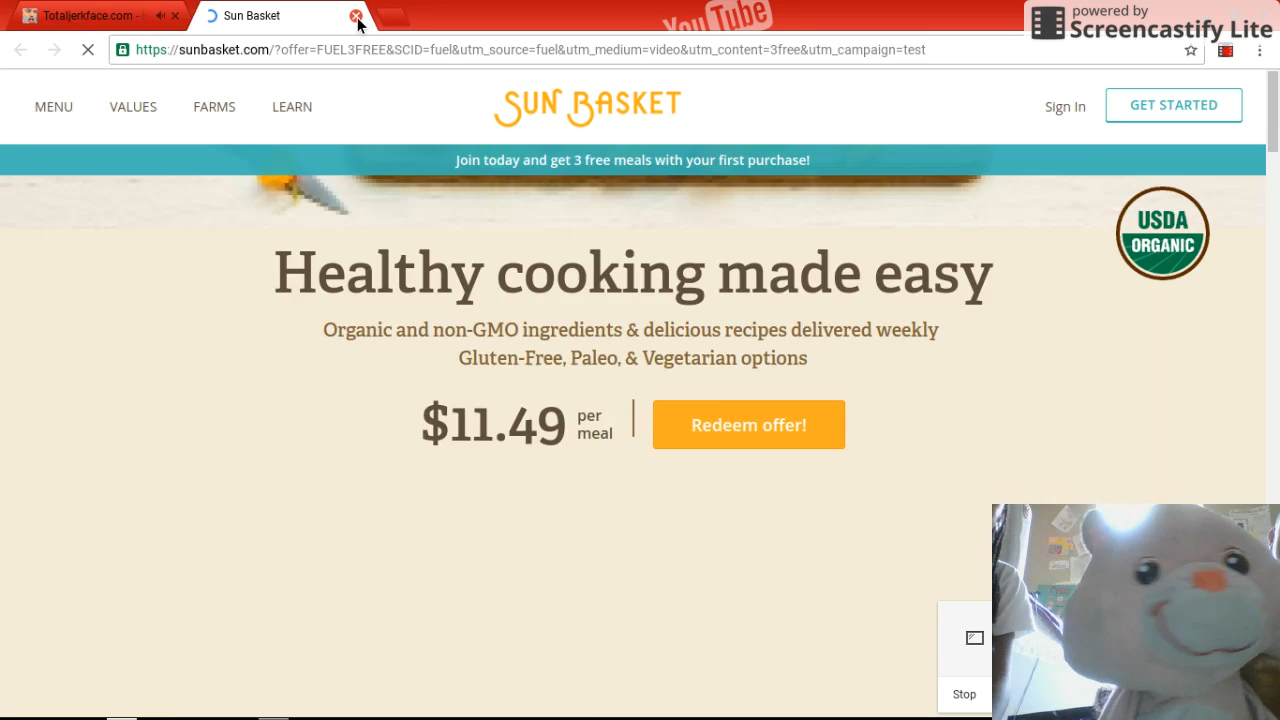 Totaljerkface.com -
Sun Basket
YouTube
powered by
Screencastify Lite
https://sunbasket.com/?offer=FUEL3FREE&SCID=fuel&utm_source=fuel&utm_medium=video&utm_content=3free&utm_campaign=test
MENU VALUES FARMS LEARN
SUN BASKET
Sign In
GET STARTED
Join today and get 3 free meals with your first purchase!
USDA
ORGANIC
Healthy cooking made easy
Organic and non-GMO ingredients & delicious recipes delivered weekly
Gluten-Free, Paleo, & Vegetarian options
$11.49 per
meal
Redeem offer!
Stop